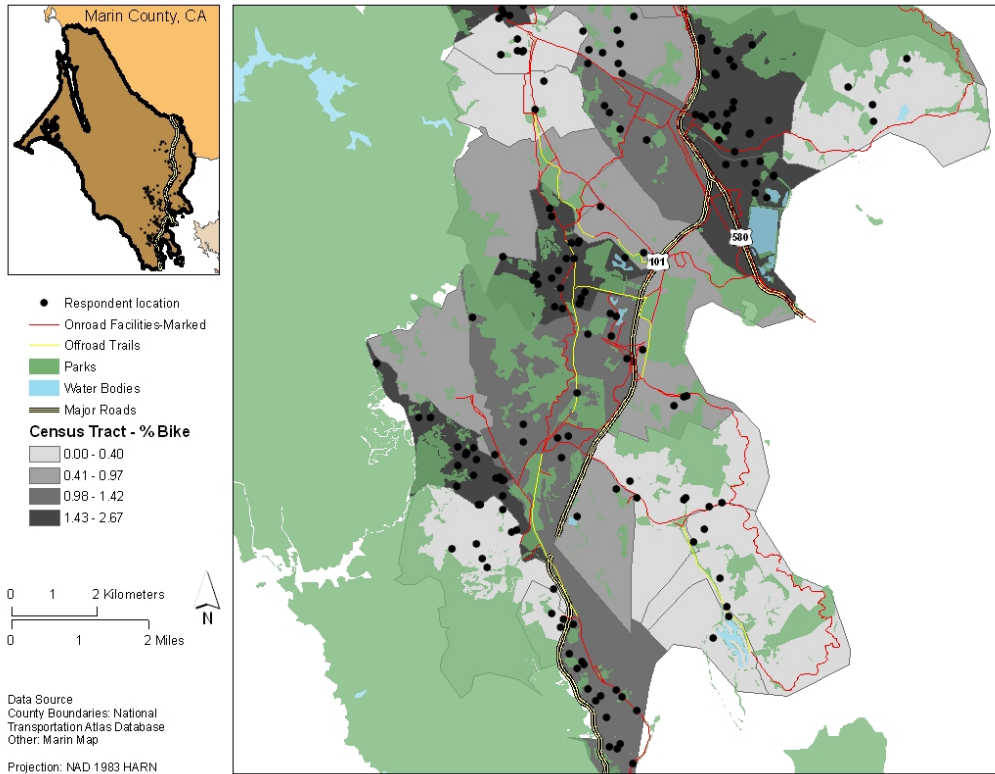 Marin County, CA
Respondent location
Onroad Facilities-Marked
Offroad Trails
Parks
Water Bodies
Major Roads
Census Tract - % Bike
0.00 - 0.40
0.41 - 0.97
0.98 - 1.42
1.43 - 2.67
0 1 2 Kilometers
0 1 2 Miles
N
Data Source
County Boundaries: National
Transportation Atlas Database
Other: Marin Map
Projection: NAD 1983 HARN
580
101